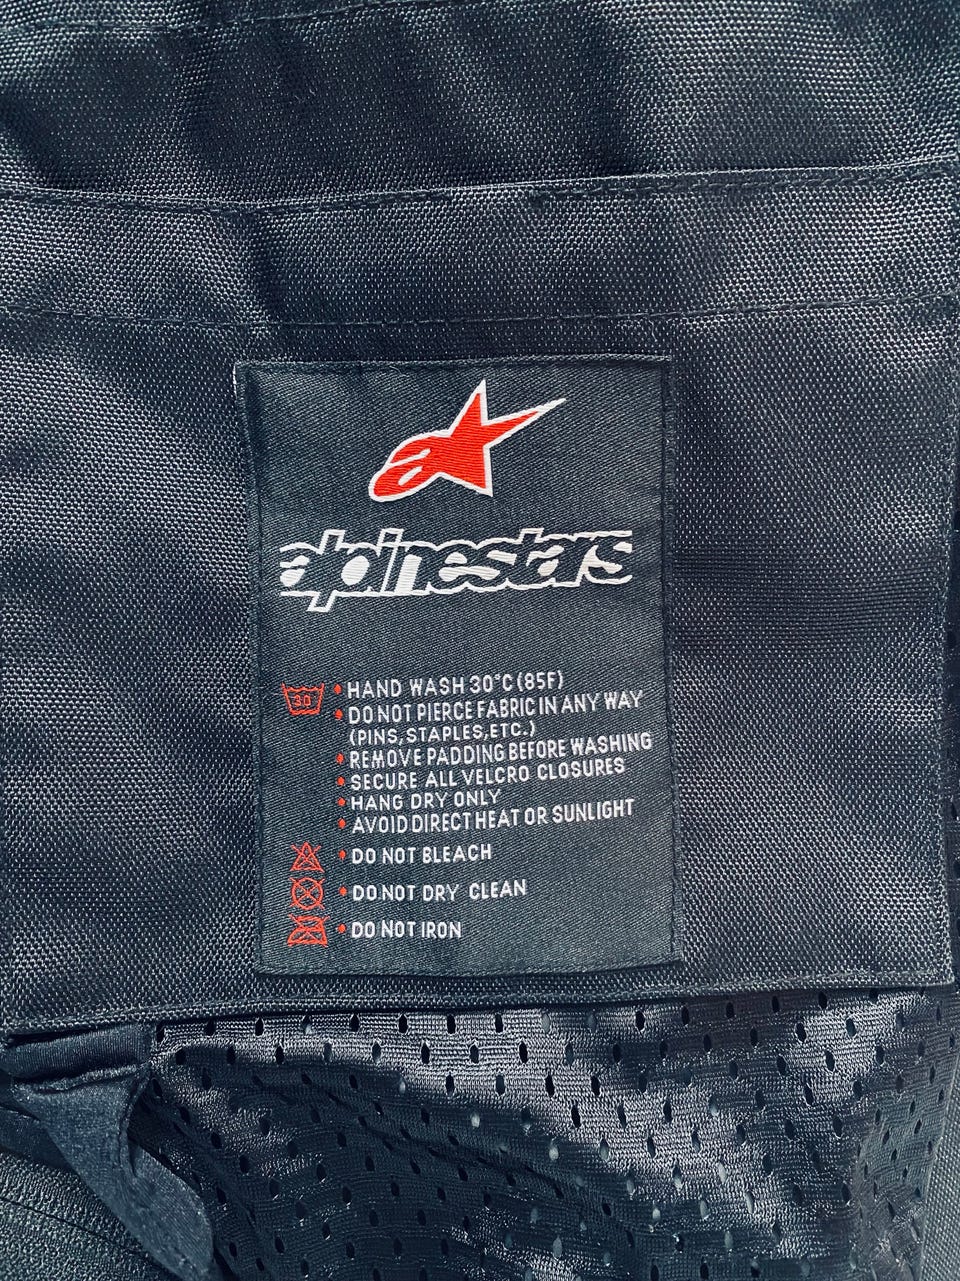 alpinestars
30
• HAND WASH 30°C (85F)
• DO NOT PIERCE FABRIC IN ANY WAY
(PINS, STAPLES, ETC.)
• REMOVE PADDING BEFORE WASHING
• SECURE ALL VELCRO CLOSURES
• HANG DRY ONLY
• AVOID DIRECT HEAT OR SUNLIGHT
• DO NOT BLEACH
• DO NOT DRY CLEAN
• DO NOT IRON